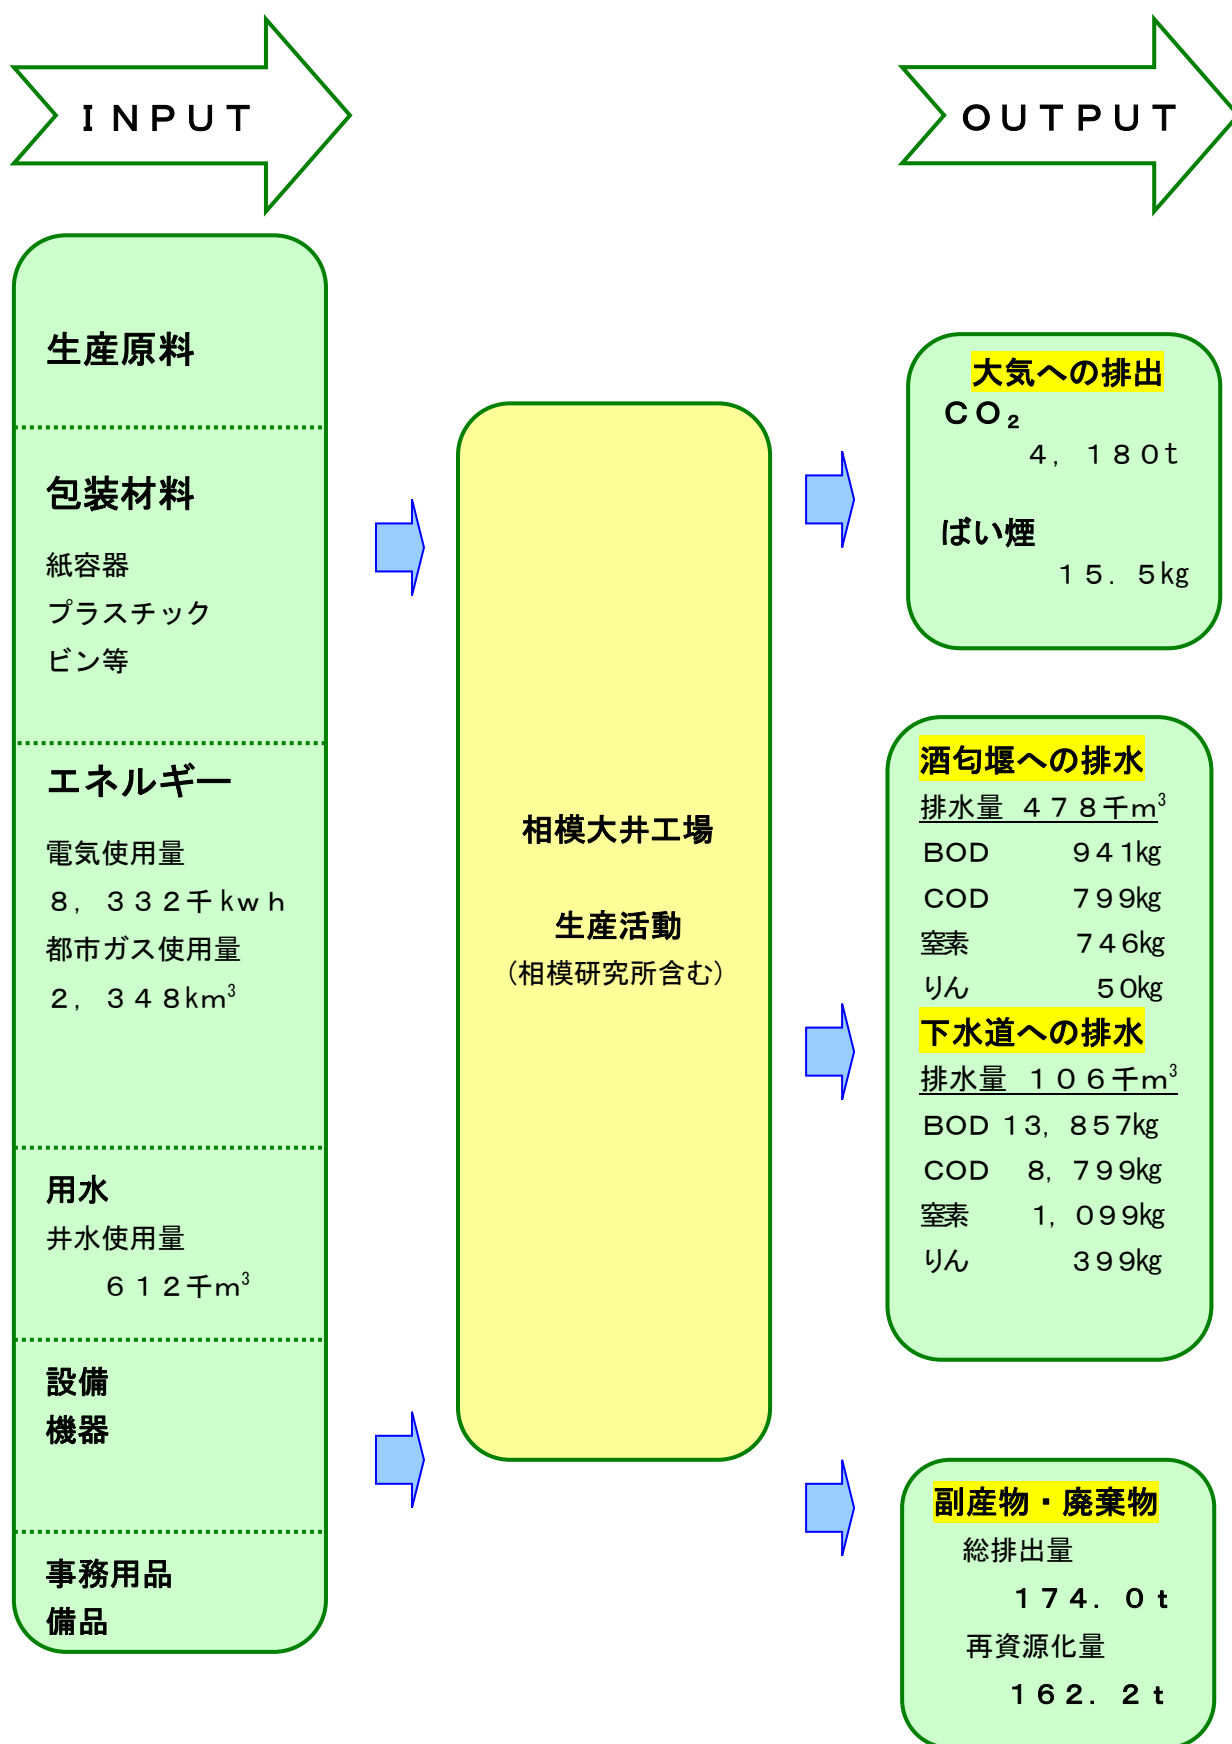 ＩＮＰＵＴ
ＯＵＴＰＵＴ
生産原料
包装材料
紙容器
プラスチック
ビン等
エネルギー
電気使用量
８，３３２千kwh
都市ガス使用量
２，３４８km³
用水
井水使用量
６１２千m³
設備
機器
事務用品
備品
相模大井工場
生産活動
（相模研究所含む）
大気への排出
ＣＯ₂
４，１８０t
ばい煙
１５．５kg
酒匂堰への排水
排水量 ４７８千m³
BOD ９４１kg
COD ７９９kg
窒素 ７４６kg
りん ５０kg
下水道への排水
排水量 １０６千m³
BOD １３，８５７kg
COD ８，７９９kg
窒素 １，０９９kg
りん ３９９kg
副産物・廃棄物
総排出量
１７４．０ｔ
再資源化量
１６２．２ｔ